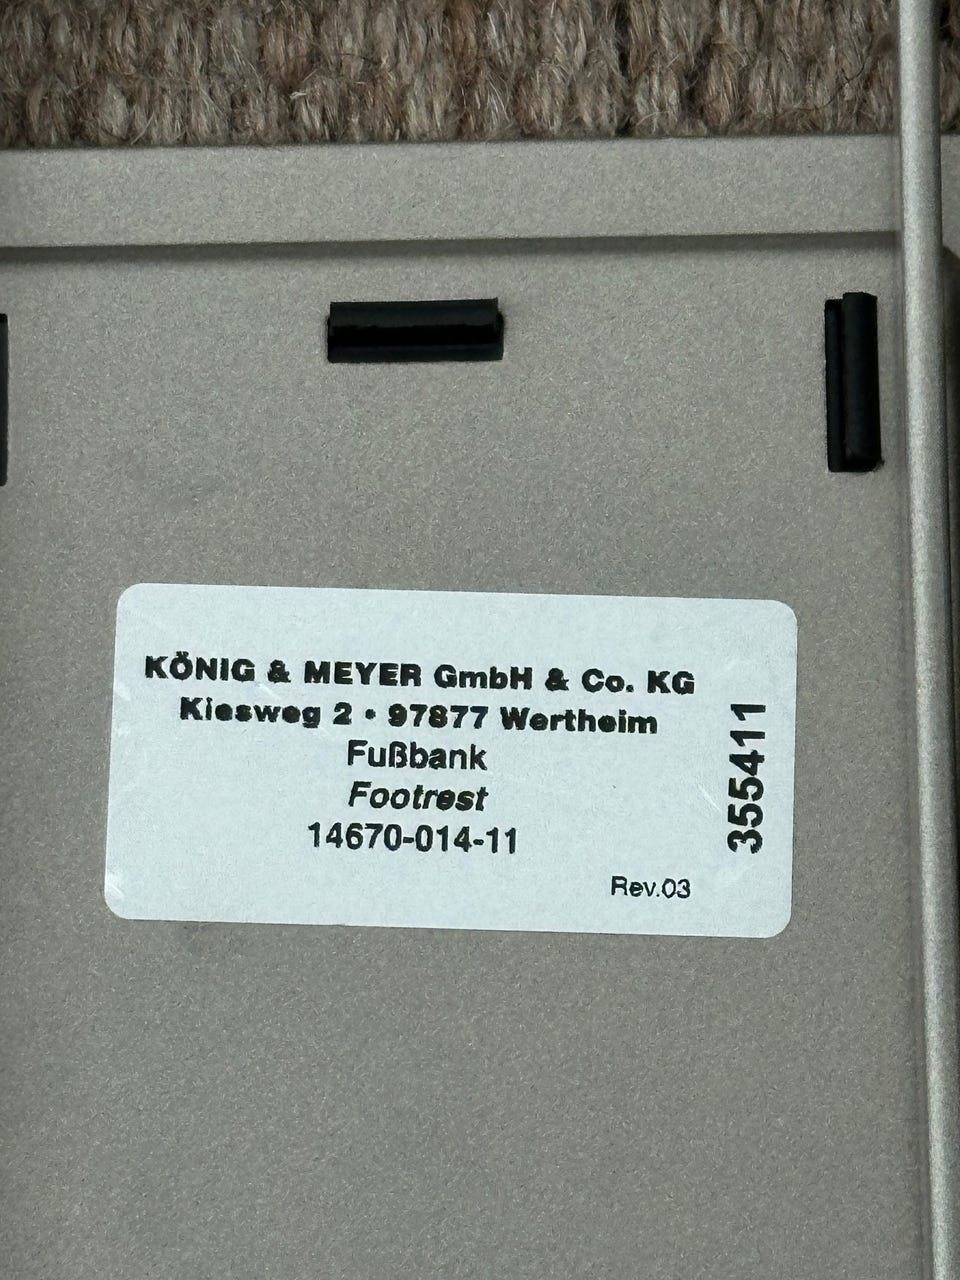 KÖNIG & MEYER GmbH & Co. KG
Kiesweg 2 • 97877 Wertheim
Fußbank
Footrest
14670-014-11
Rev.03
355411